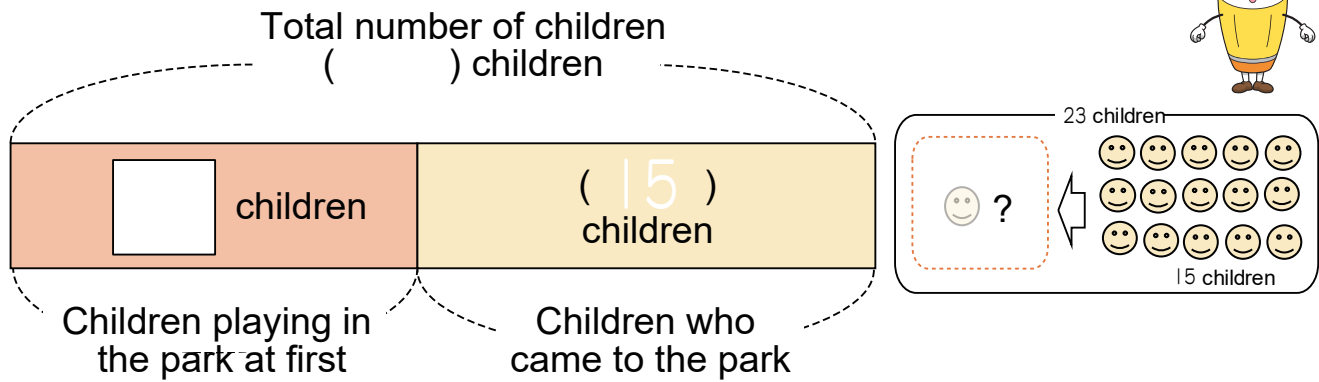 Total number of children
(          ) children
children
( 15 )
children
Children playing in
the park at first
Children who
came to the park
23 children
?
15 children